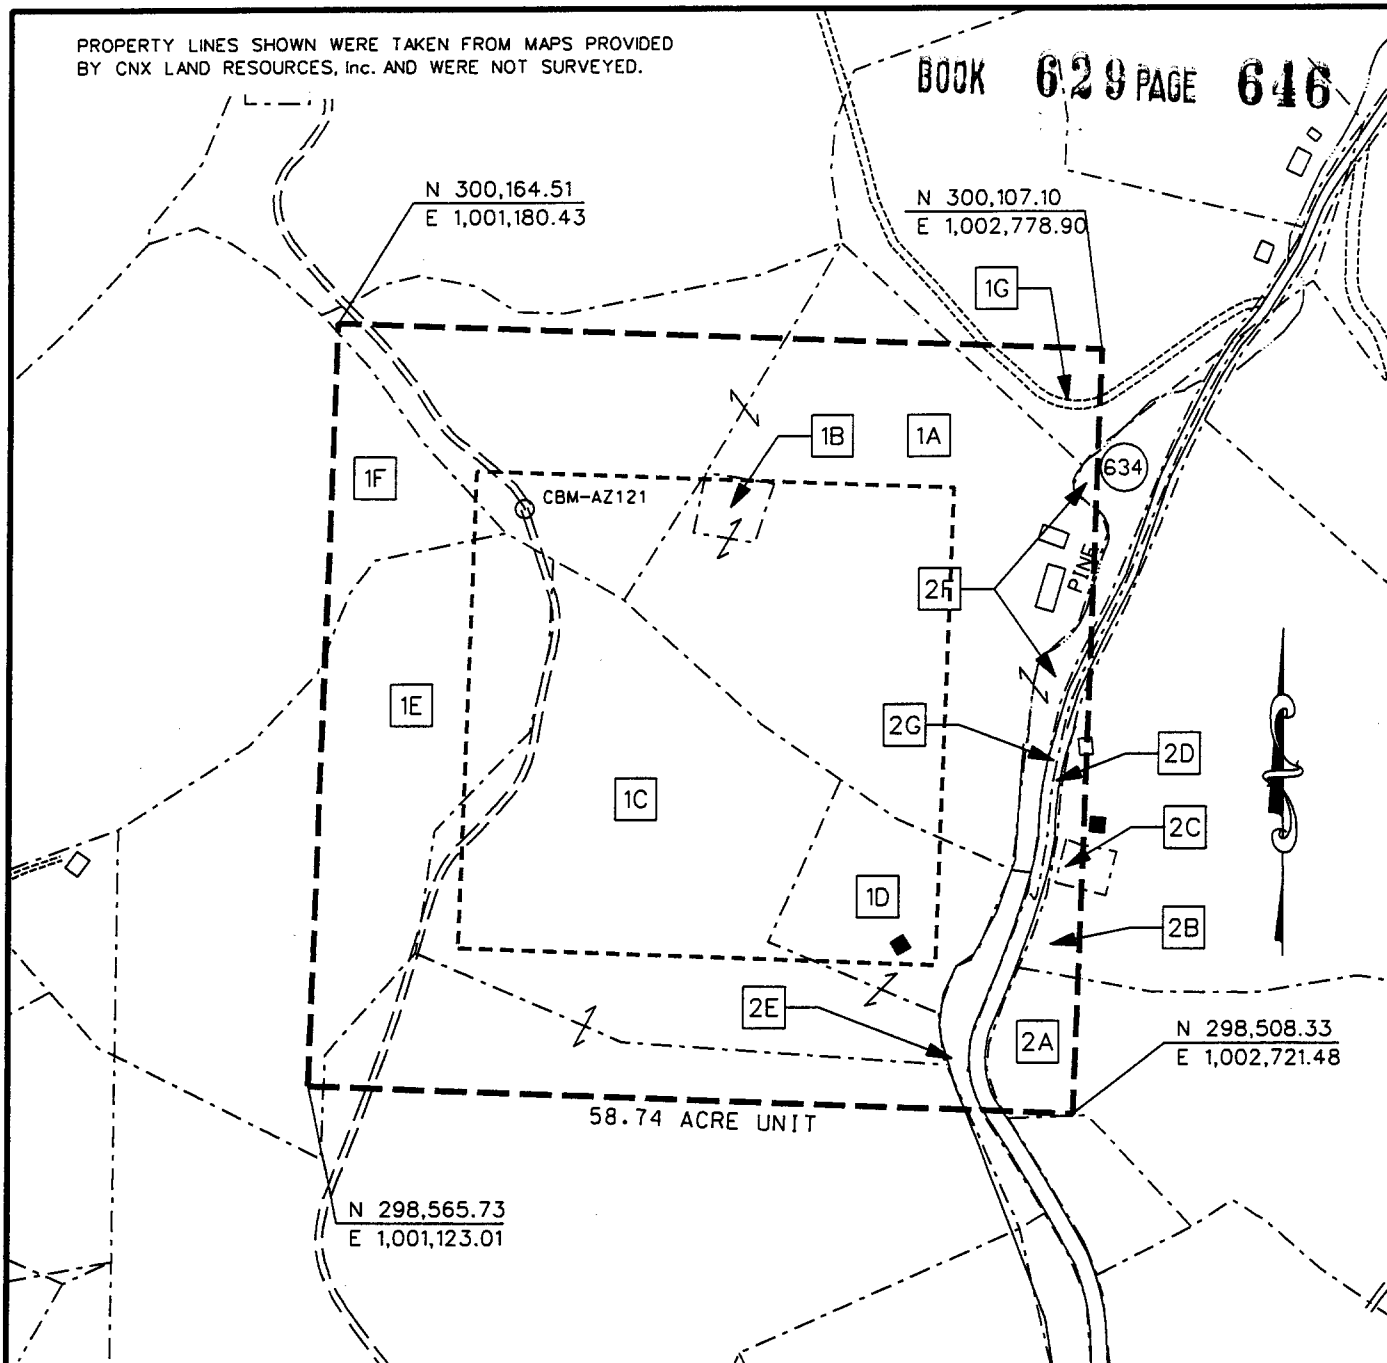 PROPERTY LINES SHOWN WERE TAKEN FROM MAPS PROVIDED
BY CNX LAND RESOURCES, Inc. AND WERE NOT SURVEYED.
BOOK 629 PAGE 646
N 300,164.51
E 1,001,180.43
N 300,107.10
E 1,002,778.90
1G
1B
1A
1F
634
CBM-AZ121
PINE
2F
1E
2G
2D
1C
2C
1D
2B
2E
2A
N 298,508.33
E 1,002,721.48
58.74 ACRE UNIT
N 298,565.73
E 1,001,123.01